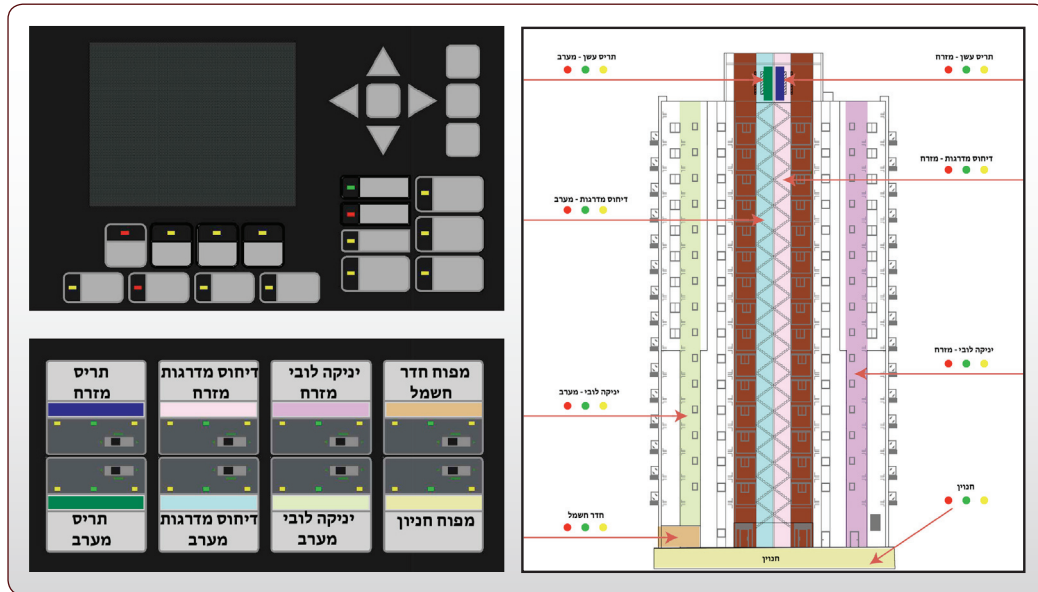 תריס עשן - מערב
תריס עשן - מזרח
דיחוס מדרגות - מזרח
דיחוס מדרגות - מערב
יניקה לובי - מזרח
יניקה לובי - מערב
חניון
חדר חשמל
חניון
תריס
מזרח
דיחוס מדרגות
מזרח
יניקה לובי
מזרח
מפוח חדר
חשמל
תריס
מערב
דיחוס מדרגות
מערב
יניקה לובי
מערב
מפוח חניון